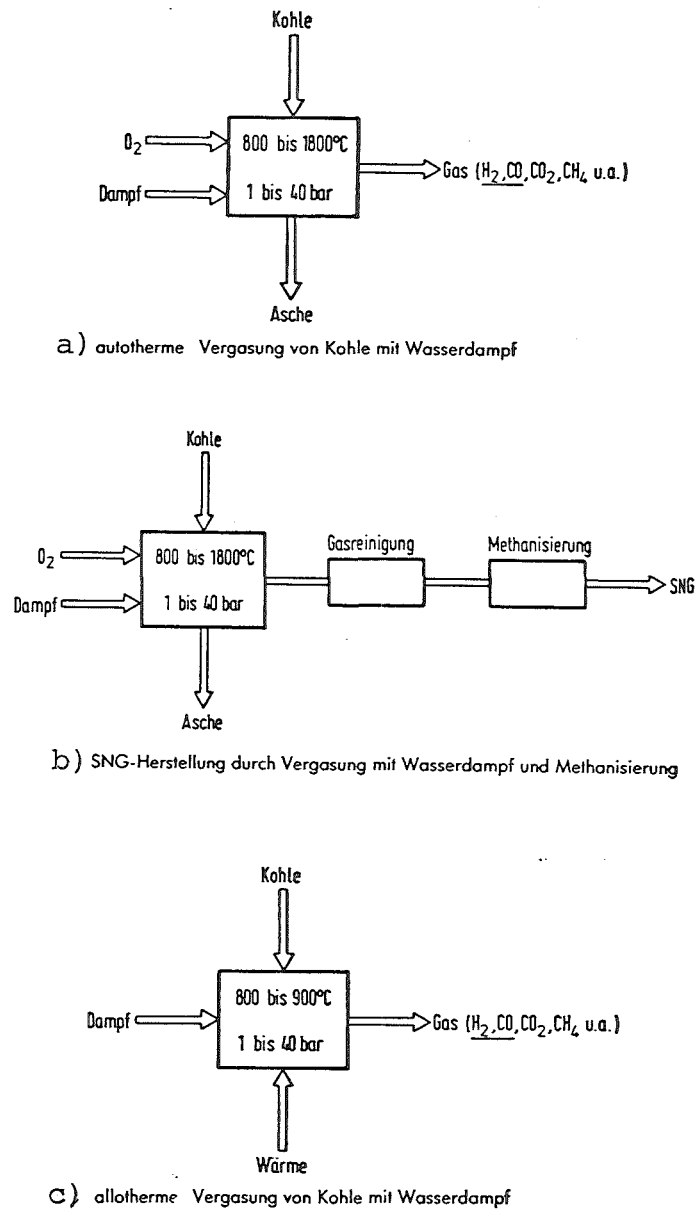 Kohle
O₂
800 bis 1800°C
Gas (H₂,CO,CO₂,CH₄ u.a.)
Dampf
1 bis 40 bar
Asche
a) autotherme Vergasung von Kohle mit Wasserdampf
Kohle
Gasreinigung
Methanisierung
O₂
800 bis 1800°C
SNG
Dampf
1 bis 40 bar
Asche
b) SNG-Herstellung durch Vergasung mit Wasserdampf und Methanisierung
Kohle
800 bis 900°C
Dampf
Gas (H₂,CO,CO₂,CH₄ u.a.)
1 bis 40 bar
Wärme
c) allotherme Vergasung von Kohle mit Wasserdampf